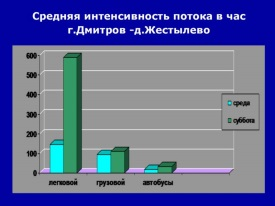 Средняя интенсивность потока в час
г.Дмитров -д.Жестылево
600
500
400
300
200
100
0
легковой грузовой автобусы
среда
суббота